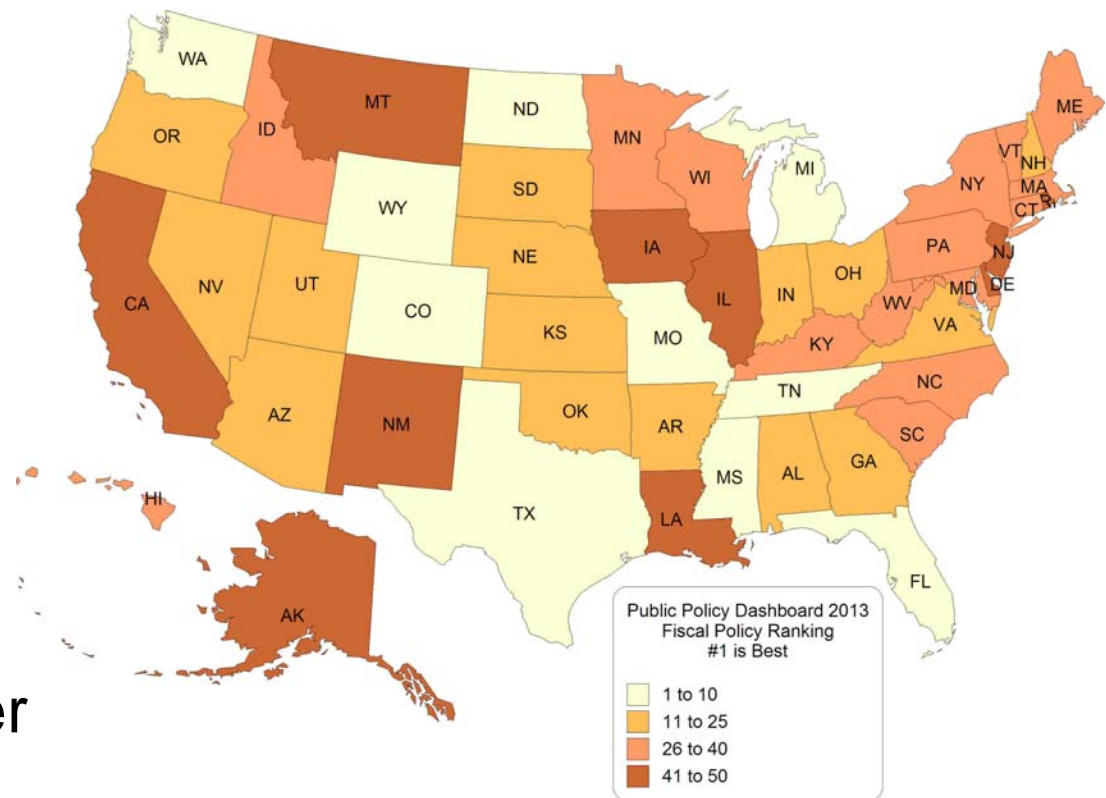 WA
MT
ND
MN
ME
OR
ID
SD
WI
MI
VT
NH
NY
MA
CT
RI
WY
NE
IA
PA
NJ
NV
UT
CO
KS
IL
IN
OH
MD
DE
WV
VA
CA
MO
KY
NC
TN
AZ
NM
OK
AR
SC
MS
AL
GA
TX
LA
FL
HI
AK
er
Public Policy Dashboard 2013
Fiscal Policy Ranking
#1 is Best
1 to 10
11 to 25
26 to 40
41 to 50